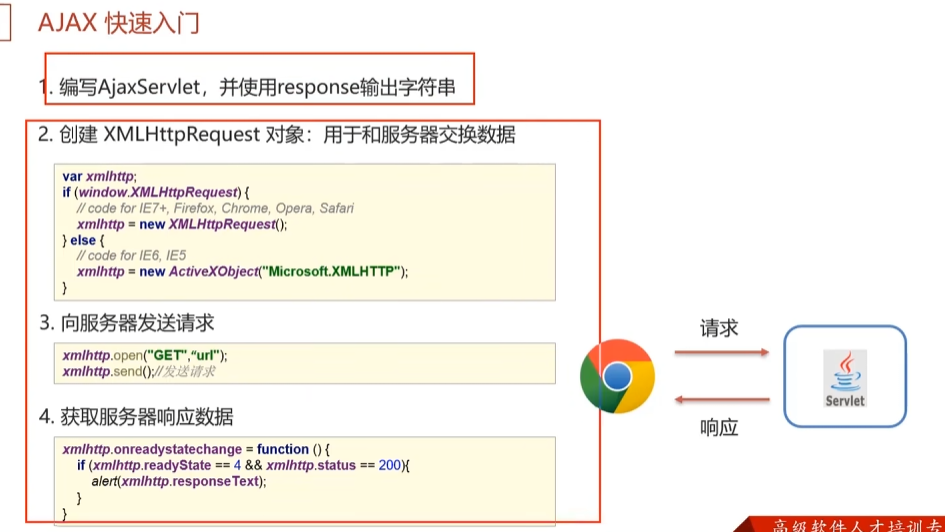 AJAX 快速入门
1. 编写AjaxServlet，并使用response输出字符串
2. 创建 XMLHttpRequest 对象：用于和服务器交换数据
var xmlhttp;
if (window.XMLHttpRequest) {
// code for IE7+, Firefox, Chrome, Opera, Safari
xmlhttp = new XMLHttpRequest();
} else {
// code for IE6, IE5
xmlhttp = new ActiveXObject("Microsoft.XMLHTTP");
}
3. 向服务器发送请求
xmlhttp.open("GET",“url");
xmlhttp.send();//发送请求
4. 获取服务器响应数据
xmlhttp.onreadystatechange = function () {
if (xmlhttp.readyState == 4 && xmlhttp.status == 200){
alert(xmlhttp.responseText);
}
}
请求
响应
Servlet
高级软件人才培训专